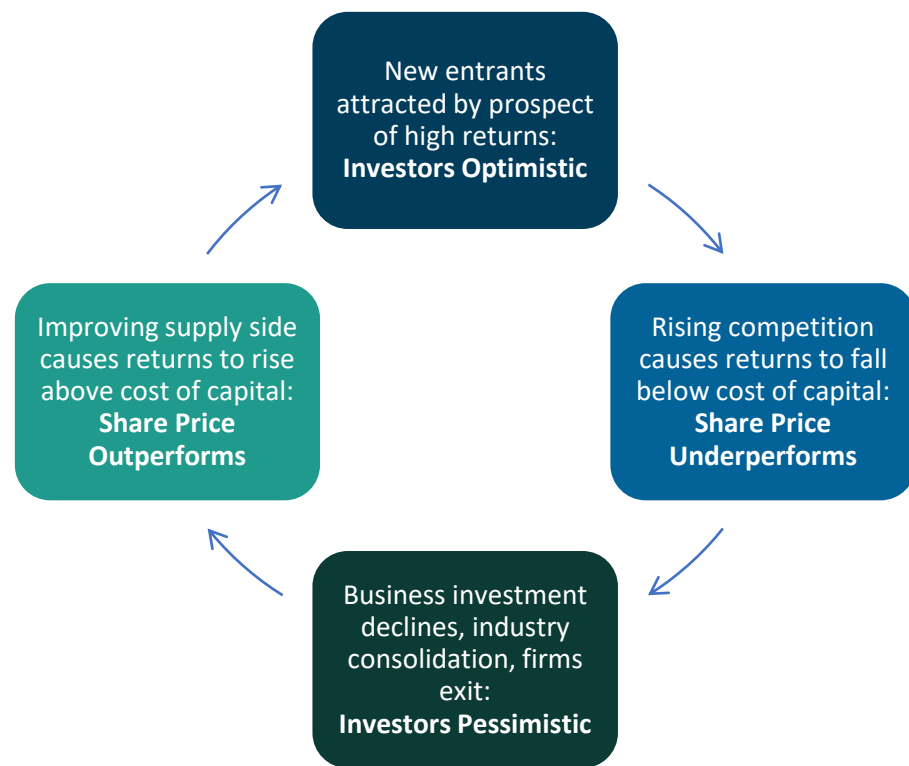 New entrants
attracted by prospect
of high returns:
Investors Optimistic
Rising competition
causes returns to fall
below cost of capital:
Share Price
Underperforms
Business investment
declines, industry
consolidation, firms
exit:
Investors Pessimistic
Improving supply side
causes returns to rise
above cost of capital:
Share Price
Outperforms